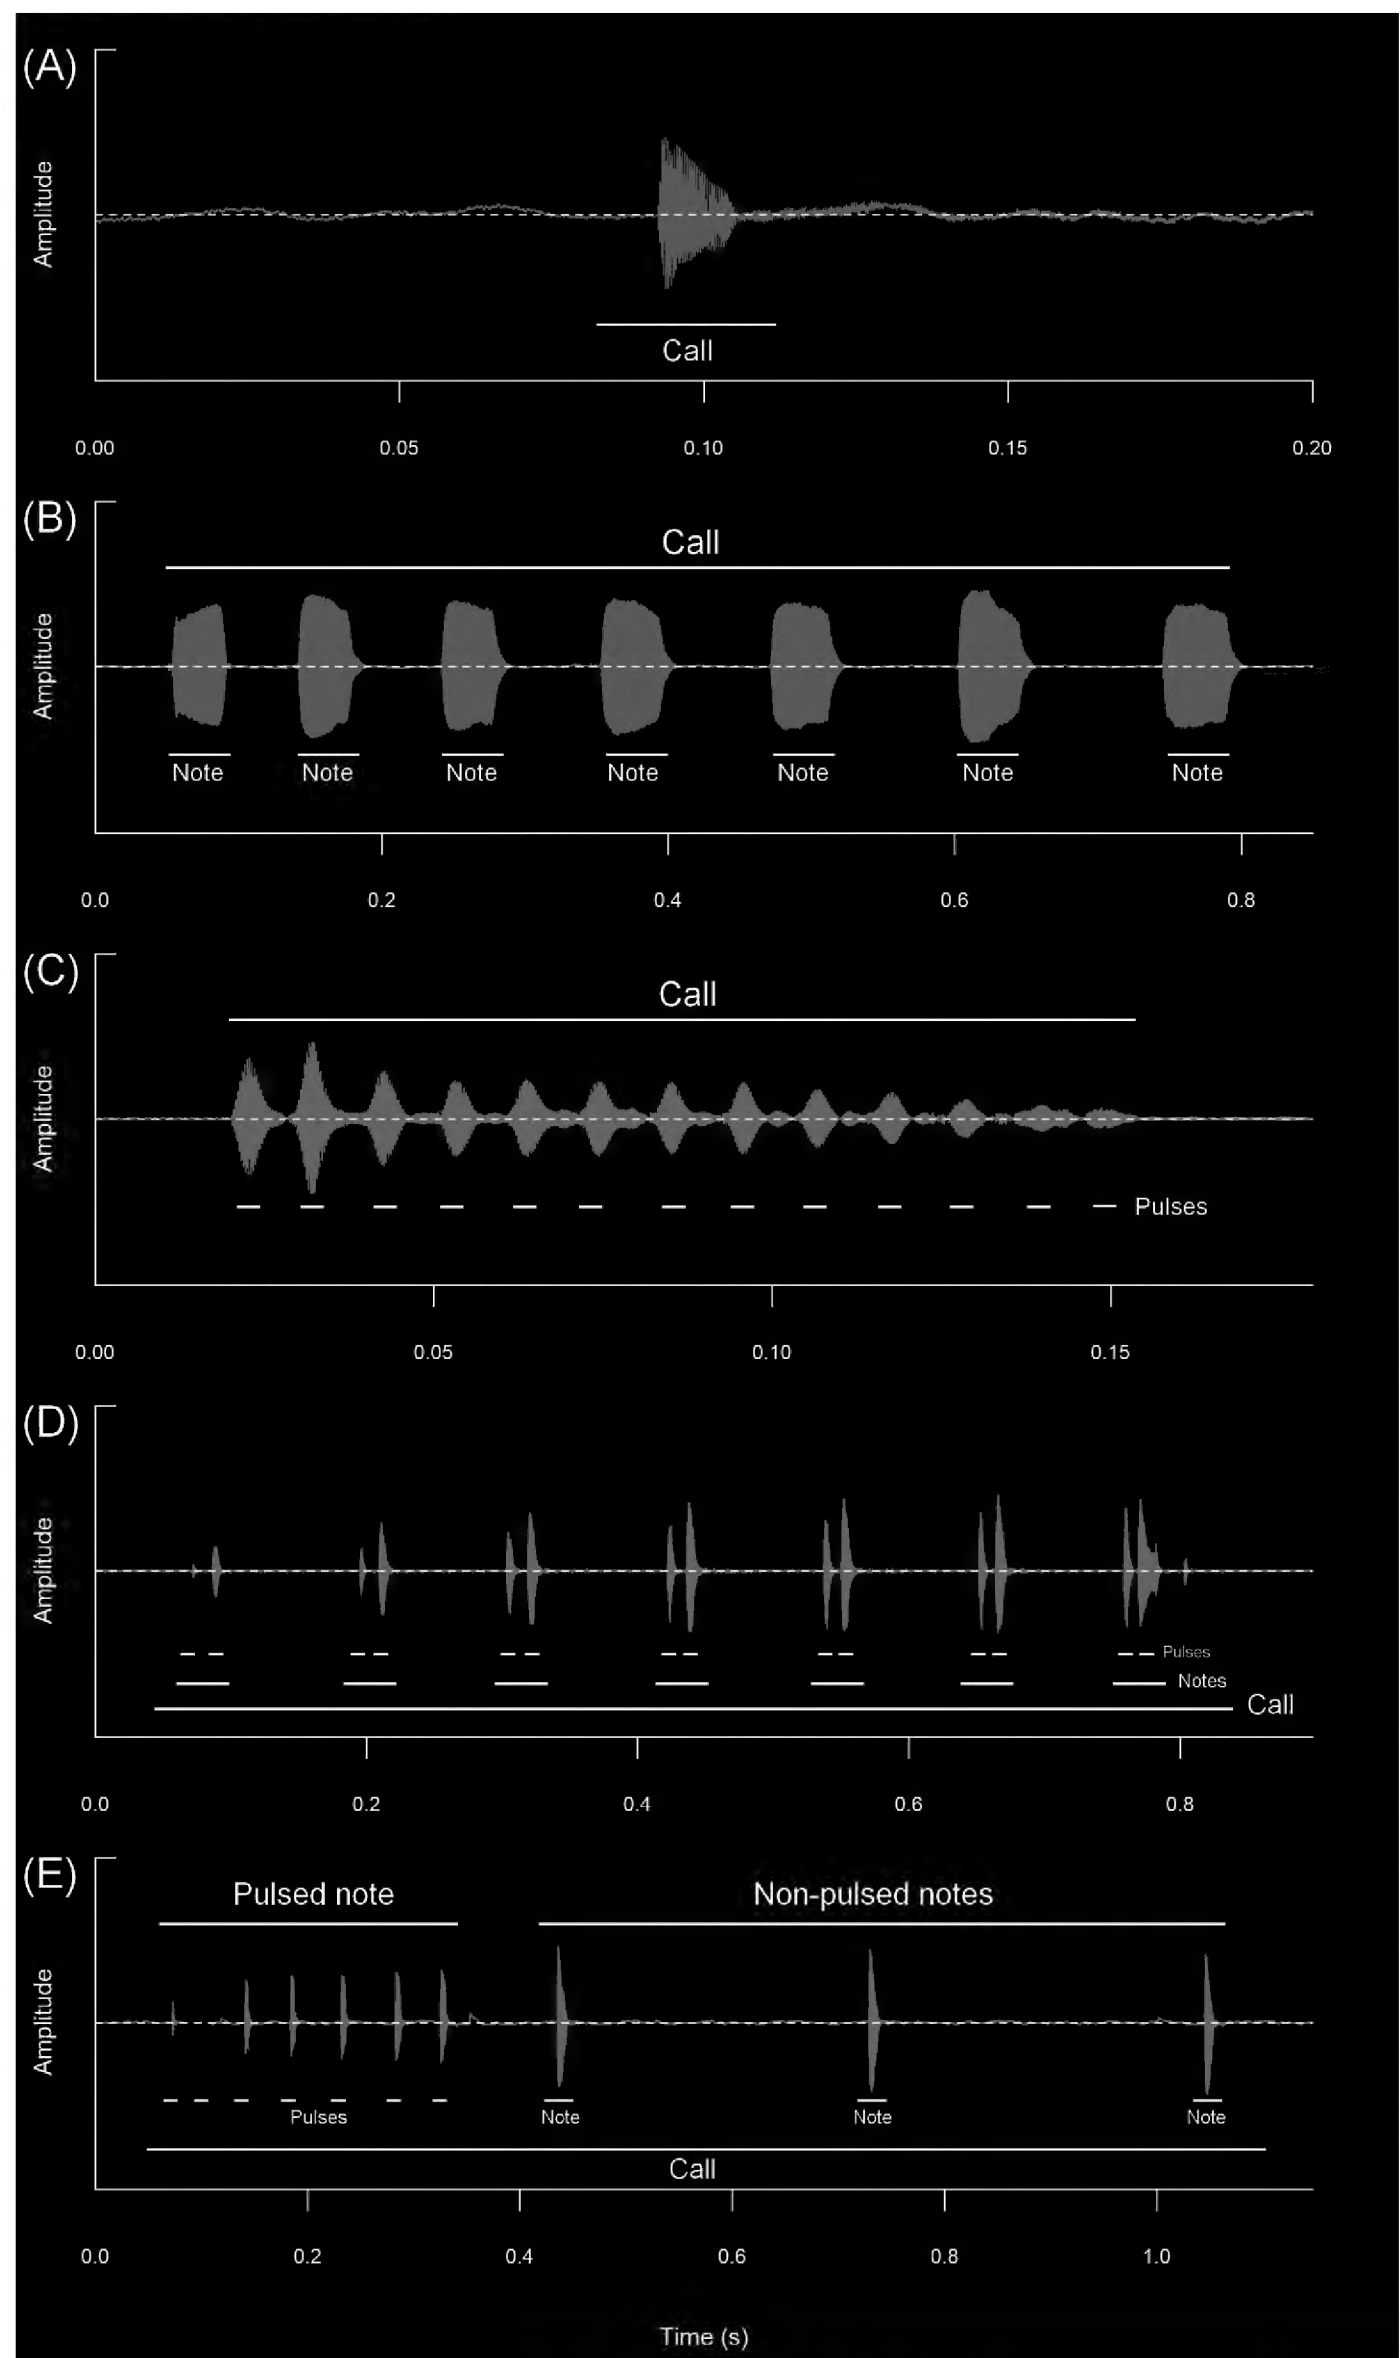 (A)
Amplitude
Call
0.00 0.05 0.10 0.15 0.20
(B)
Call
Amplitude
Note Note Note Note Note Note Note
0.0 0.2 0.4 0.6 0.8
(C)
Call
Amplitude
Pulses
0.00 0.05 0.10 0.15
(D)
Amplitude
Pulses
Notes
Call
0.0 0.2 0.4 0.6 0.8
(E)
Pulsed note Non-pulsed notes
Amplitude
Pulses Note Note Note
Call
0.0 0.2 0.4 0.6 0.8 1.0
Time (s)